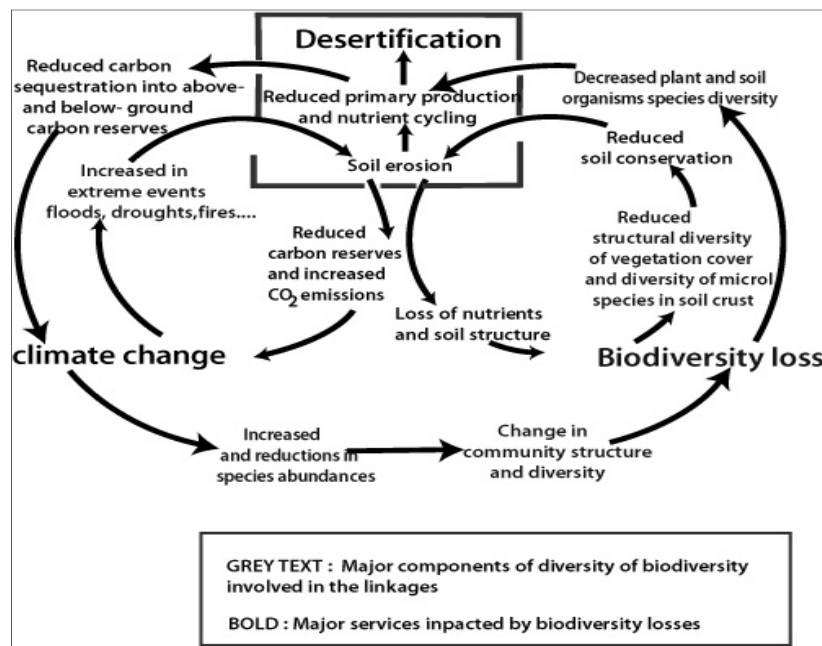 Desertification
Reduced carbon
sequestration into above-
and below- ground
carbon reserves
Reduced primary production
and nutrient cycling
Decreased plant and soil
organisms species diversity
Increased in
extreme events
floods, droughts,fires....
Soil erosion
Reduced
soil conservation
Reduced
carbon reserves
and increased
CO2 emissions
Loss of nutrients
and soil structure
Reduced
structural diversity
of vegetation cover
and diversity of microl
species in soil crust
climate change
Biodiversity loss
Increased
and reductions in
species abundances
Change in
community structure
and diversity
GREY TEXT : Major components of diversity of biodiversity
involved in the linkages
BOLD : Major services inpacted by biodiversity losses